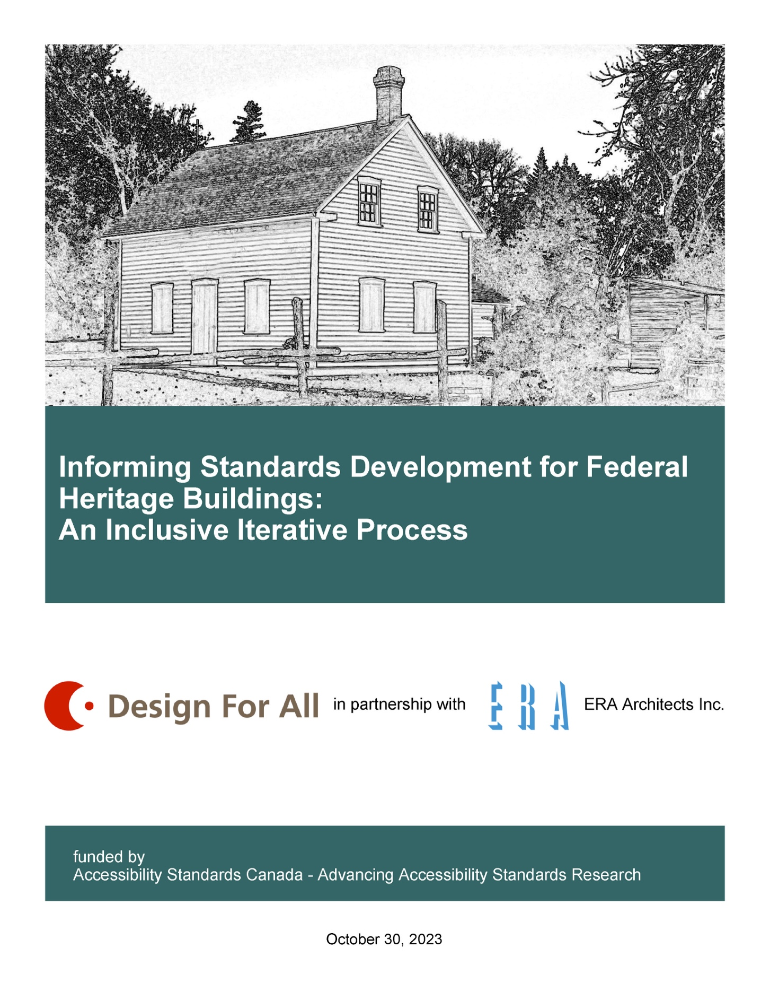 Informing Standards Development for Federal
Heritage Buildings:
An Inclusive Iterative Process
Design For All in partnership with ERA ERA Architects Inc.
funded by
Accessibility Standards Canada - Advancing Accessibility Standards Research
October 30, 2023